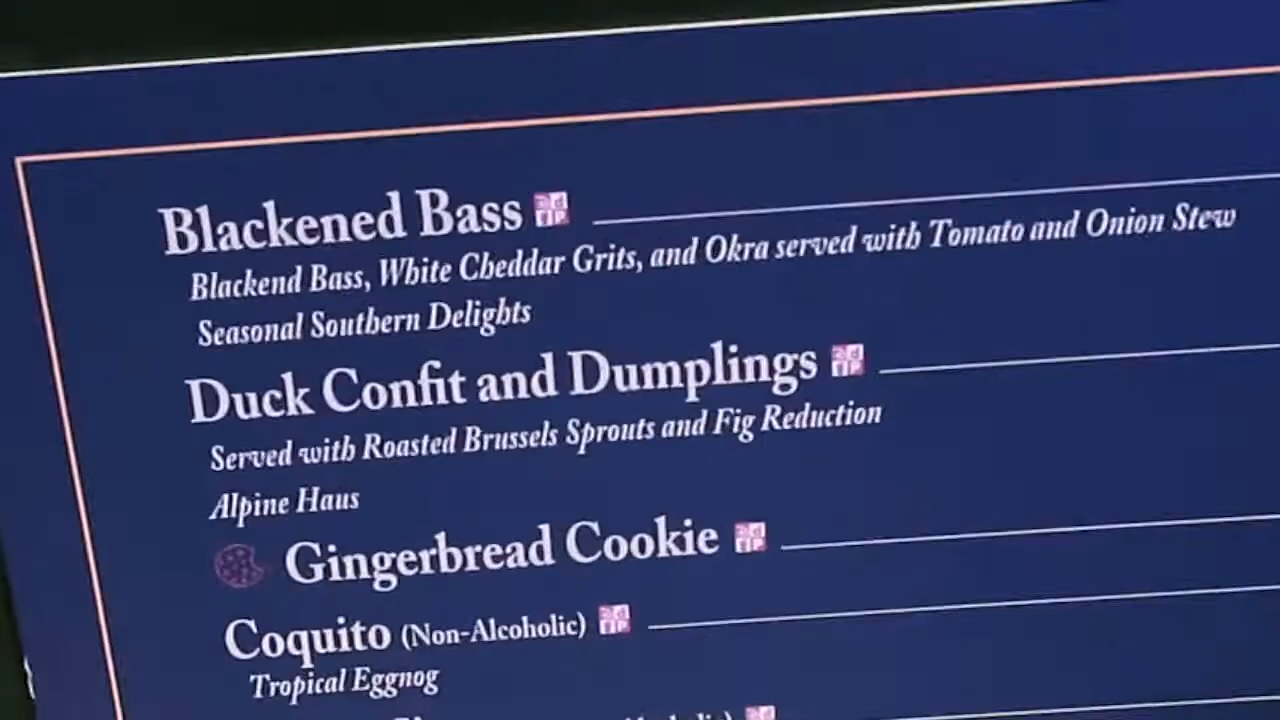 Blackened Bass
Blackend Bass, White Cheddar Grits, and Okra served with Tomato and Onion Stew
Seasonal Southern Delights
Duck Confit and Dumplings
Served with Roasted Brussels Sprouts and Fig Reduction
Alpine Haus
Gingerbread Cookie
Coquito (Non-Alcoholic)
Tropical Eggnog